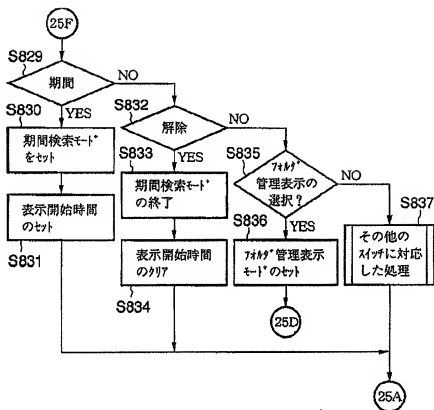 25F
S829
期間
NO
YES
S830
期間検索モード
をセット
表示開始時間
のセット
S831
S832
解除
NO
YES
S833
期間検索モード
の終了
表示開始時間
のクリア
S834
S835
フォルダ
管理表示の
選択?
NO
YES
S836
フォルダ管理表示
モードのセット
25D
S837
その他の
スイッチに対応
した処理
25A